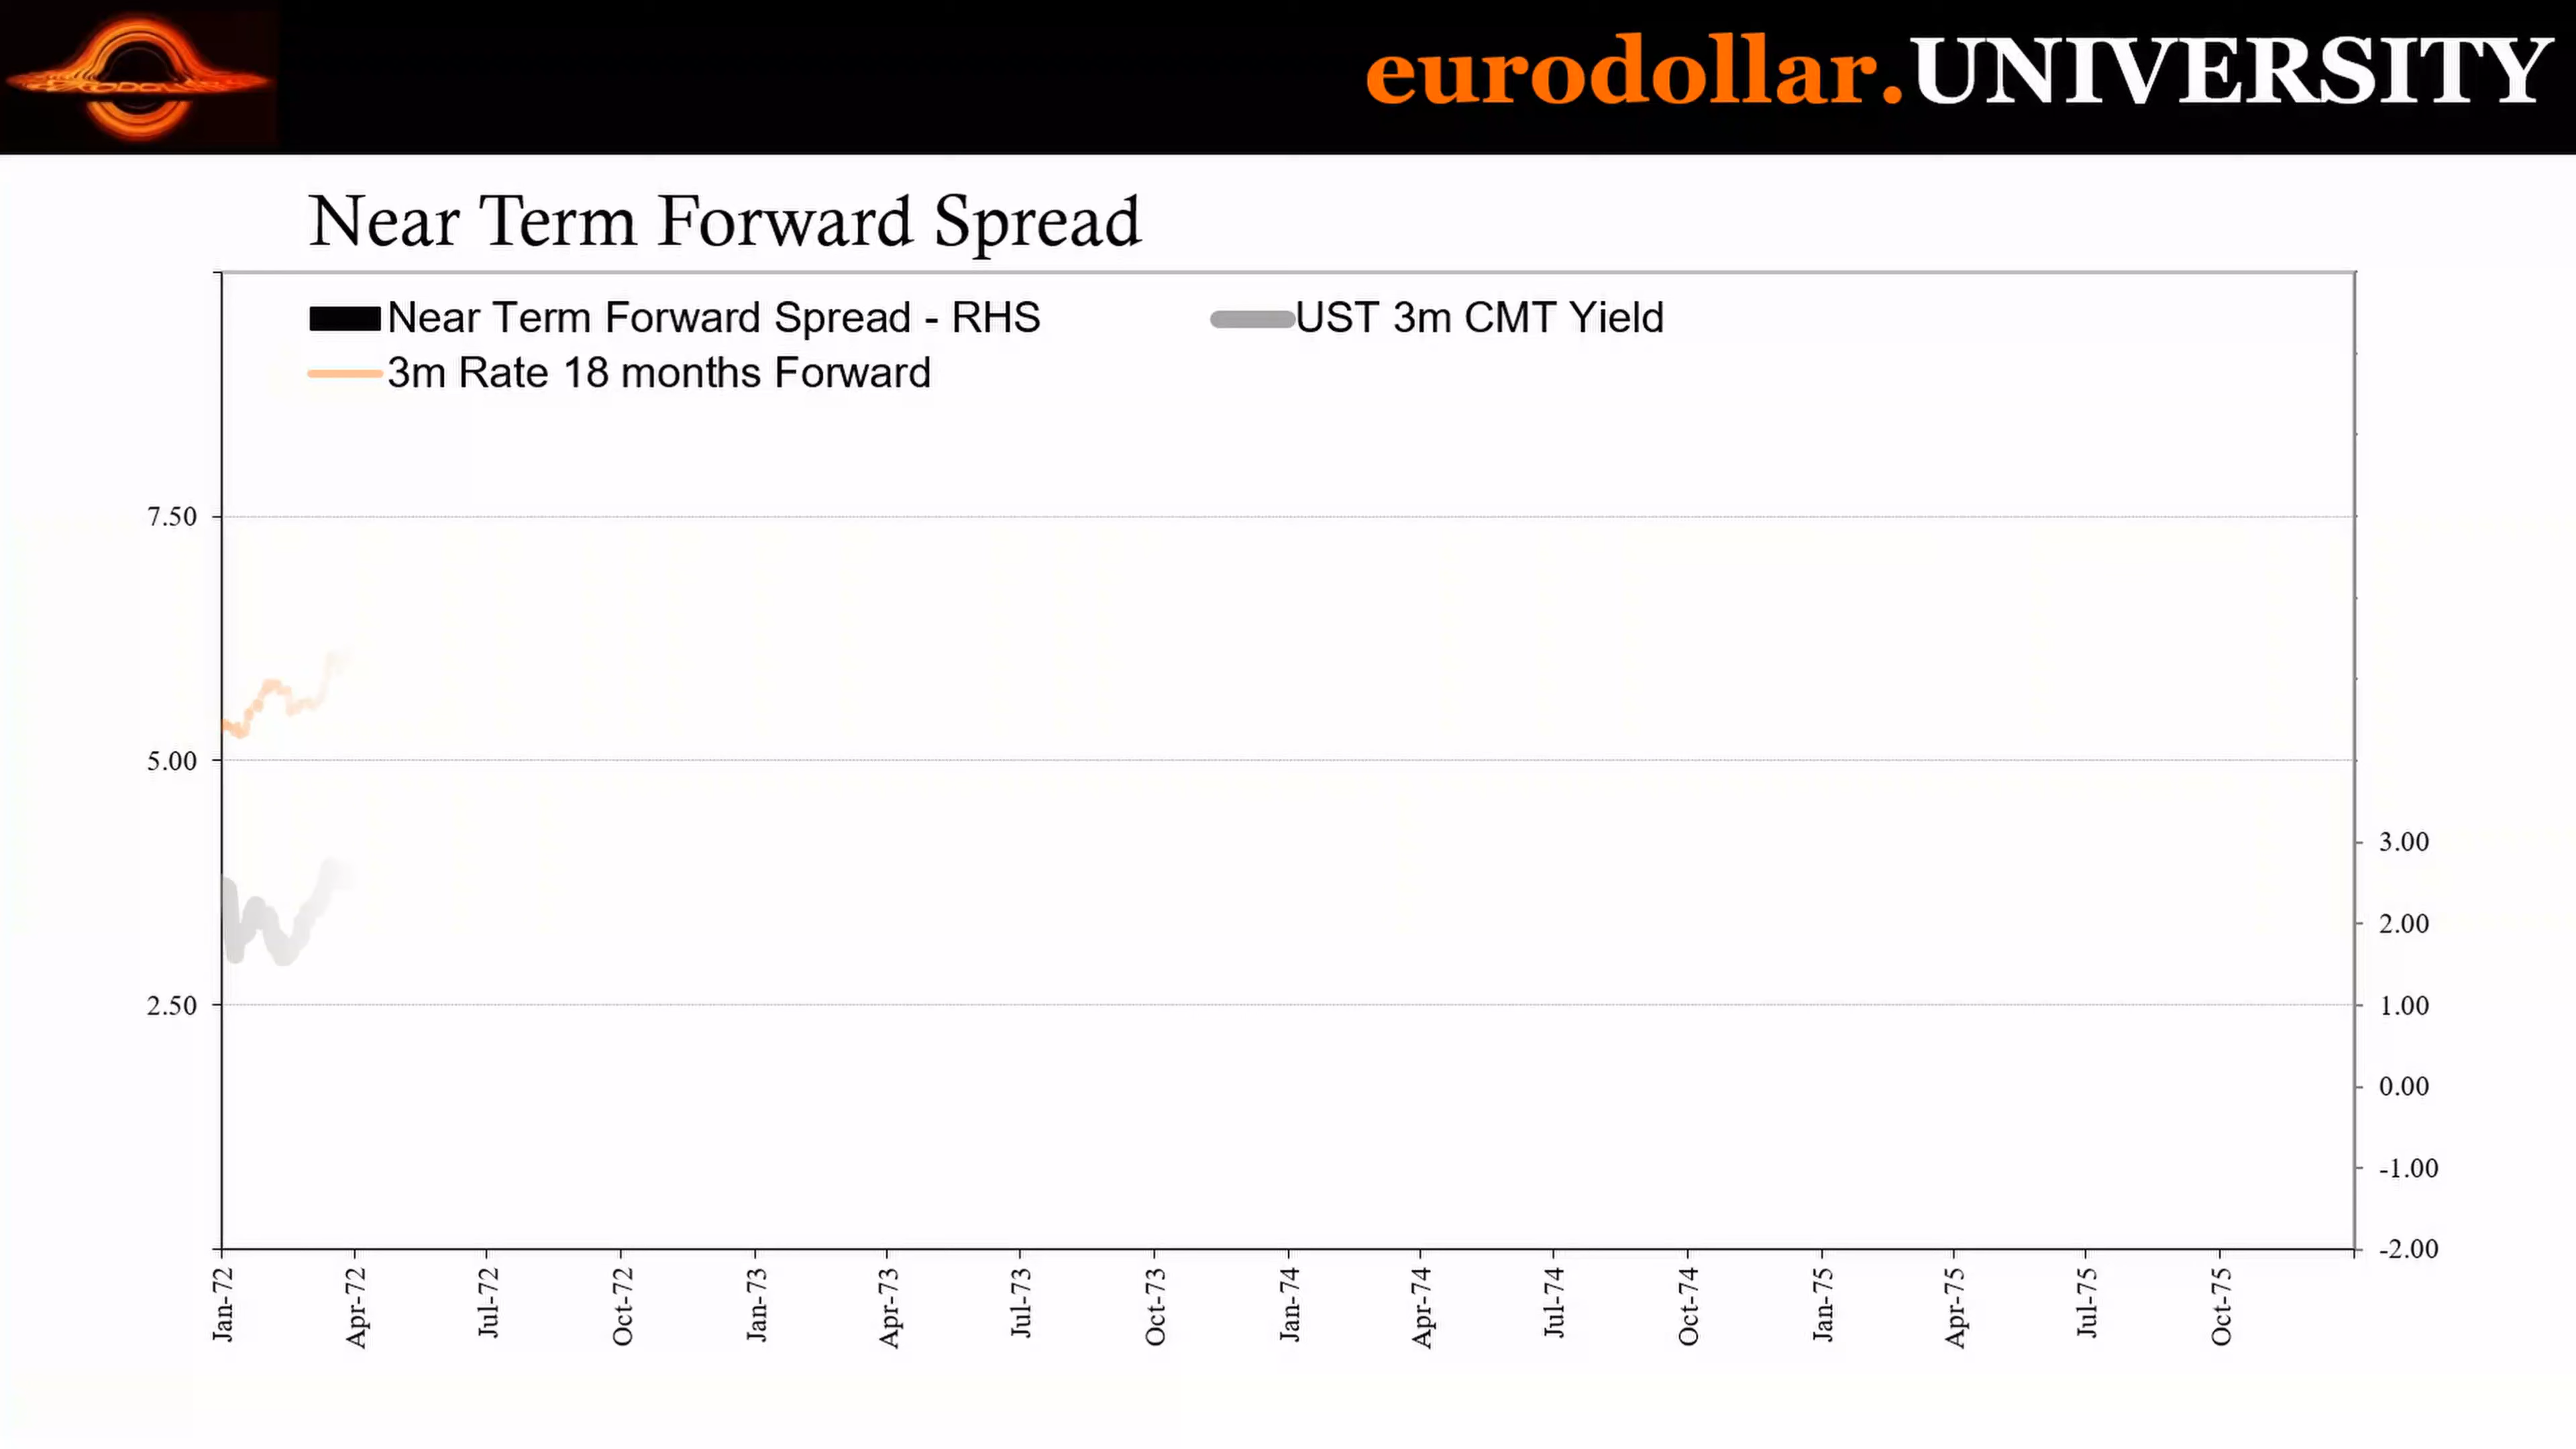 eurodollar.UNIVERSITY
Near Term Forward Spread
Near Term Forward Spread - RHS
UST 3m CMT Yield
3m Rate 18 months Forward
7.50
5.00
2.50
3.00
2.00
1.00
0.00
-1.00
-2.00
Jan-72
Apr-72
Jul-72
Oct-72
Jan-73
Apr-73
Jul-73
Oct-73
Jan-74
Apr-74
Jul-74
Oct-74
Jan-75
Apr-75
Jul-75
Oct-75